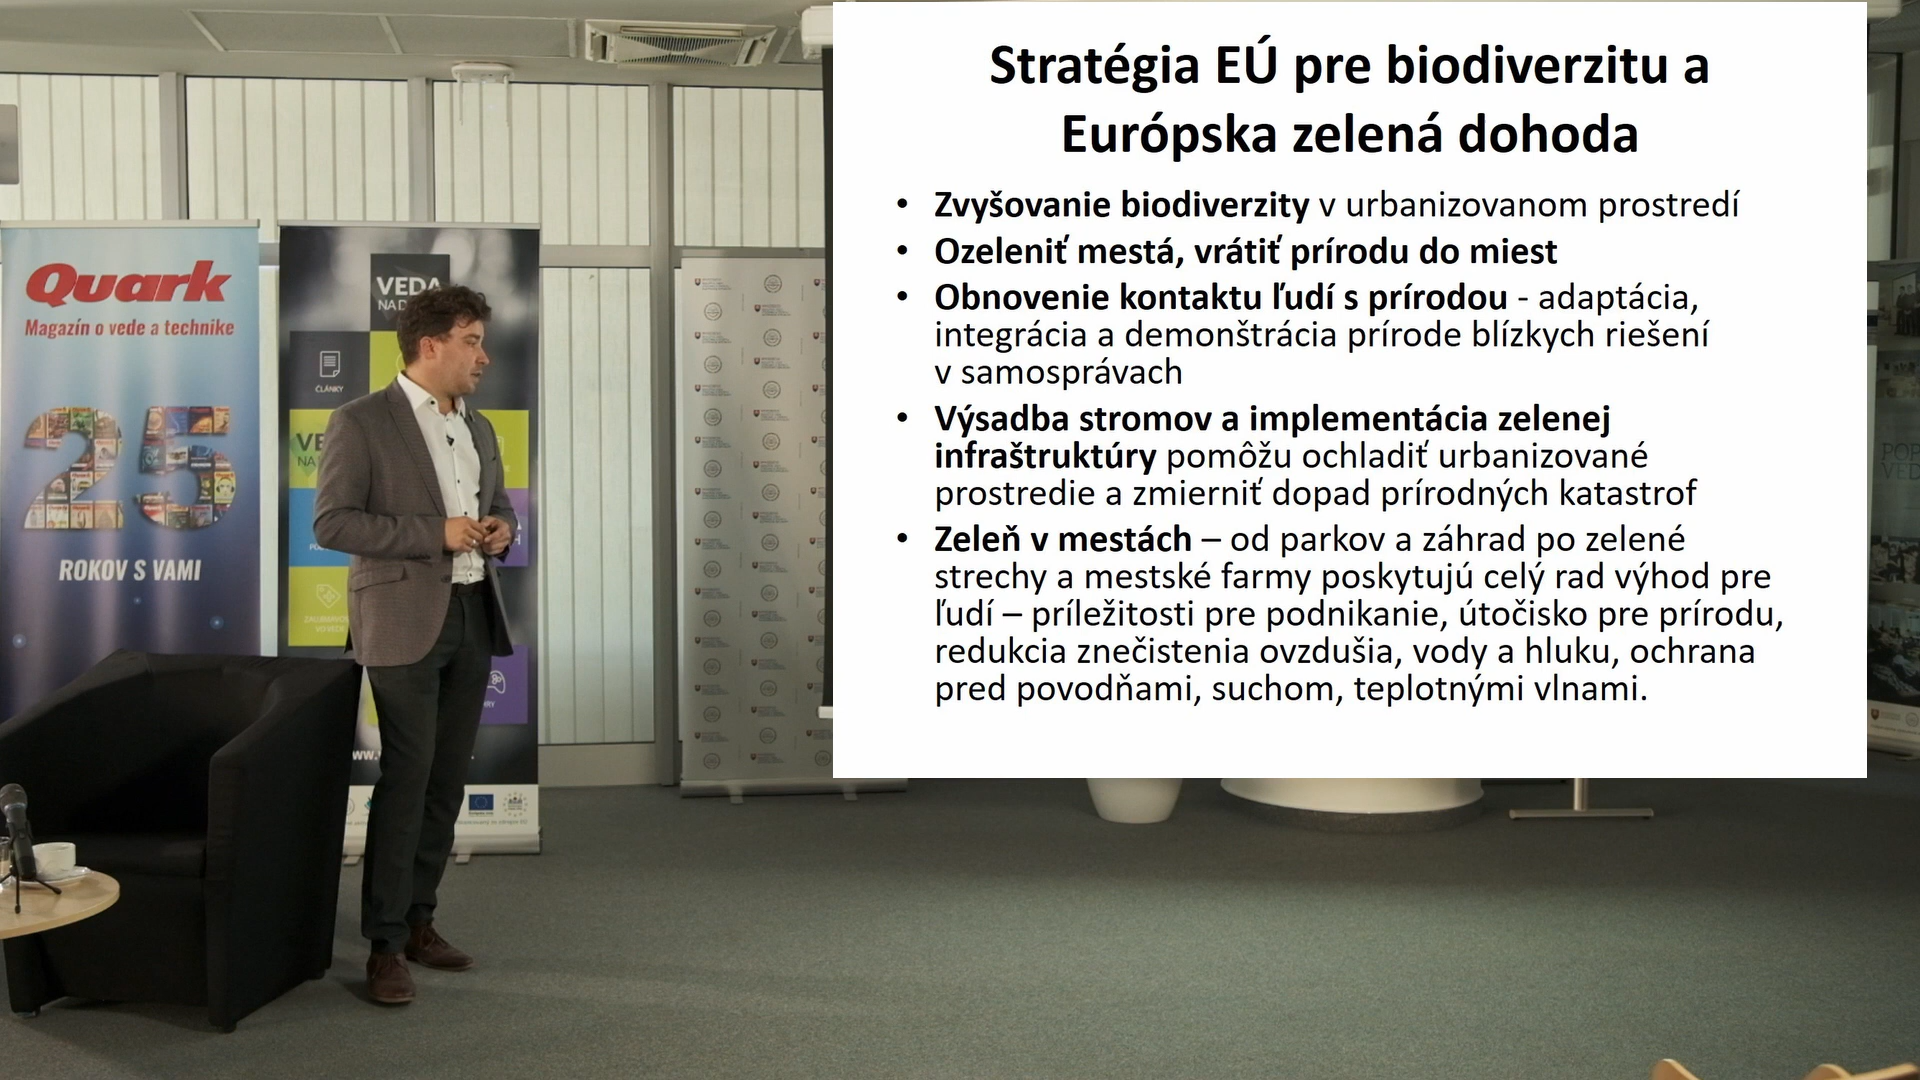 Stratégia EÚ pre biodiverzitu a
Európska zelená dohoda
• Zvyšovanie biodiverzity v urbanizovanom prostredí
• Ozeleniť mestá, vrátiť prírodu do miest
• Obnovenie kontaktu ľudí s prírodou - adaptácia,
integrácia a demonštrácia prírode blízkych riešení
v samosprávach
• Výsadba stromov a implementácia zelenej
infraštruktúry pomôžu ochladiť urbanizované
prostredie a zmierniť dopad prírodných katastrof
• Zeleň v mestách – od parkov a záhrad po zelené
strechy a mestské farmy poskytujú celý rad výhod pre
ľudí – príležitosti pre podnikanie, útočisko pre prírodu,
redukcia znečistenia ovzdušia, vody a hluku, ochrana
pred povodňami, suchom, teplotnými vlnami.
Quark
Magazín o vede a technike
25
ROKOV S VAMI
VEDA
ČLÁNKY